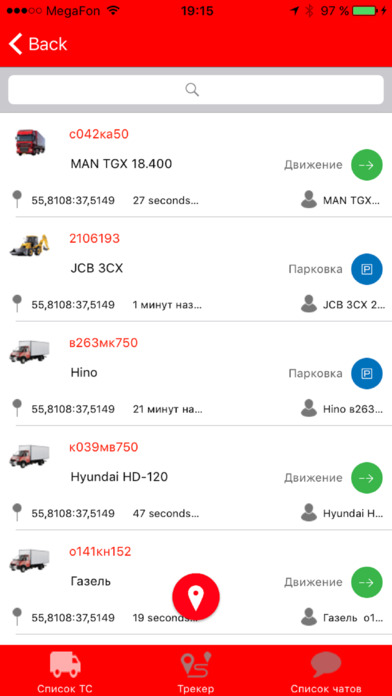 MegaFon 19:15 97 %
Back
с042ка50
MAN TGX 18.400
Движение
55,8108:37,5149 27 seconds... MAN TGX...
2106193
JCB 3CX
Парковка P
55,8108:37,5149 1 минут наз... JCB 3CX 2...
в263мк750
Hino
Парковка P
55,8108:37,5149 21 минут на... Hino в263...
к039мв750
Hyundai HD-120
Движение
55,8108:37,5149 47 seconds... Hyundai H...
о141кн152
Газель
Движение
55,8108:37,5149 19 seconds... Газель о1...
Список ТС Трекер Список чатов